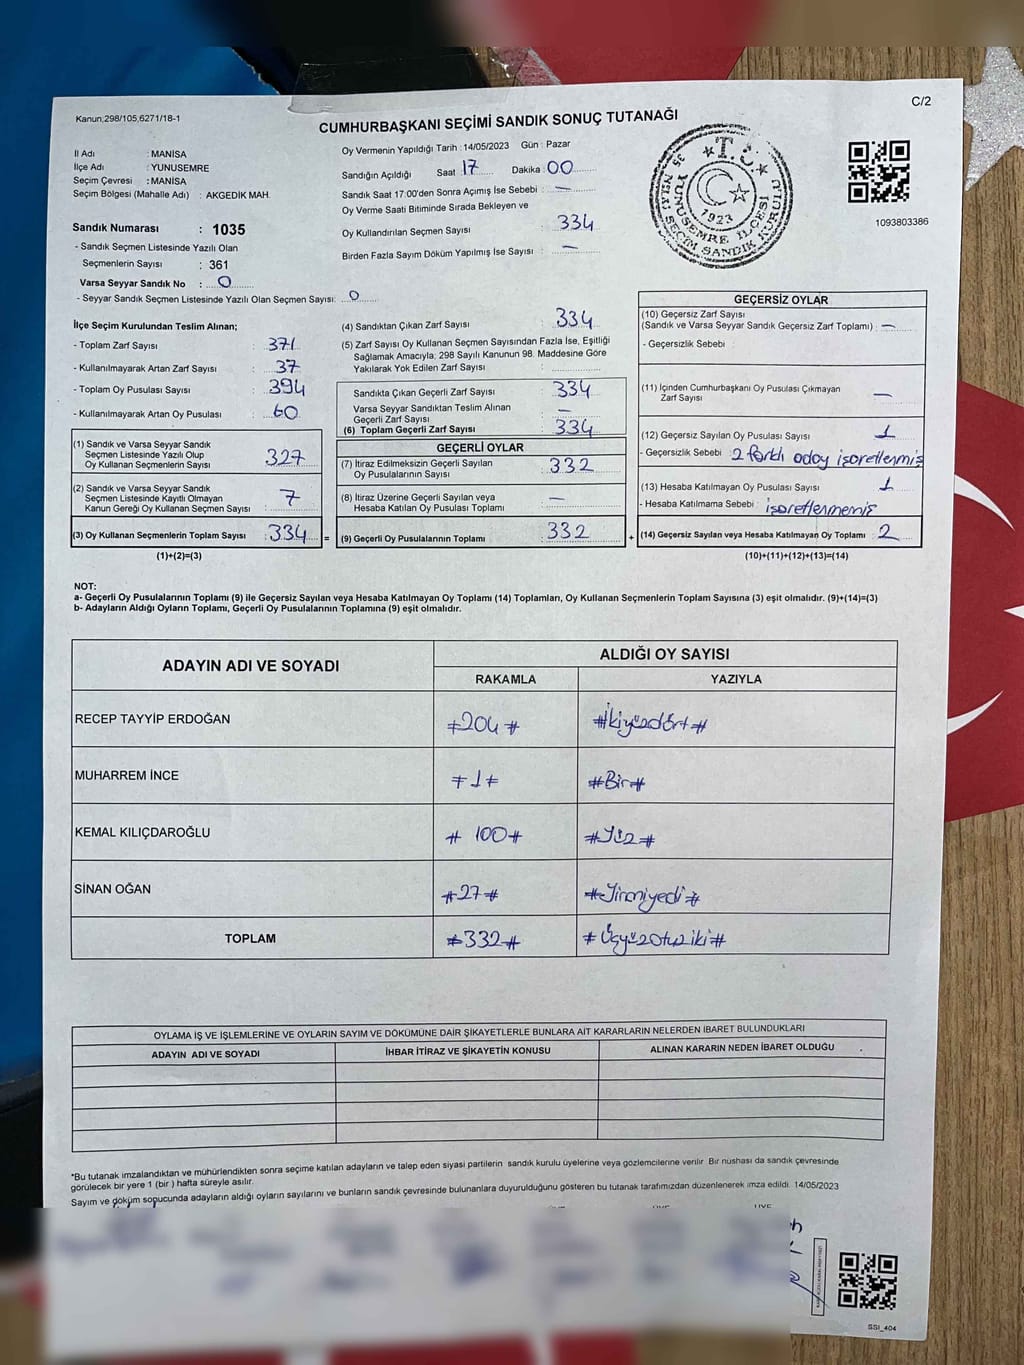 C/2
Kanun;298/105,6271/18-1
CUMHURBAŞKANI SEÇİMİ SANDIK SONUÇ TUTANAĞI
İl Adı : MANİSA
İlçe Adı : YUNUSEMRE
Seçim Çevresi : MANİSA
Seçim Bölgesi (Mahalle Adı) : AKGEDİK MAH.
Sandık Numarası : 1035
- Sandık Seçmen Listesinde Yazılı Olan
Seçmenlerin Sayısı : 361
Varsa Seyyar Sandık No : 0
- Seyyar Sandık Seçmen Listesinde Yazılı Olan Seçmen Sayısı: 0
Oy Vermenin Yapıldığı Tarih : 14/05/2023 Gün : Pazar
Sandığın Açıldığı Saat 17 Dakika : 00
Sandık Saat 17:00'den Sonra Açımış İse Sebebi : —
Oy Verme Saati Bitiminde Sırada Bekleyen ve
Oy Kullandırılan Seçmen Sayısı : 334
Birden Fazla Sayım Döküm Yapılmış İse Sayısı : —
T.C.
1923
35
YUNUSEMRE İLÇESİ
NOLU SEÇİM SANDIK KURULU
1093803386
İlçe Seçim Kurulundan Teslim Alınan;
- Toplam Zarf Sayısı : 371
- Kullanılmayarak Artan Zarf Sayısı : 37
- Toplam Oy Pusulası Sayısı : 394
- Kullanılmayarak Artan Oy Pusulası : 60
(1) Sandık ve Varsa Seyyar Sandık
Seçmen Listesinde Yazılı Olup
Oy Kullanan Seçmenlerin Sayısı : 327
(2) Sandık ve Varsa Seyyar Sandık
Seçmen Listesinde Kayıtlı Olmayan
Kanun Gereği Oy Kullanan Seçmen Sayısı : 7
(3) Oy Kullanan Seçmenlerin Toplam Sayısı : 334 =
(1)+(2)=(3)
(4) Sandıktan Çıkan Zarf Sayısı : 334
(5) Zarf Sayısı Oy Kullanan Seçmen Sayısından Fazla İse, Eşitliği
Sağlamak Amacıyla, 298 Sayılı Kanunun 98. Maddesine Göre
Yakılarak Yok Edilen Zarf Sayısı :
Sandıkta Çıkan Geçerli Zarf Sayısı : 334
Varsa Seyyar Sandıktan Teslim Alınan
Geçerli Zarf Sayısı : —
(6) Toplam Geçerli Zarf Sayısı : 334
GEÇERLİ OYLAR
(7) İtiraz Edilmeksizin Geçerli Sayılan
Oy Pusulalarının Sayısı : 332
(8) İtiraz Üzerine Geçerli Sayılan veya
Hesaba Katılan Oy Pusulası Toplamı : —
(9) Geçerli Oy Pusulalarının Toplamı : 332 +
GEÇERSİZ OYLAR
(10) Geçersiz Zarf Sayısı
(Sandık ve Varsa Seyyar Sandık Geçersiz Zarf Toplamı) : —
- Geçersizlik Sebebi :
(11) İçinden Cumhurbaşkanı Oy Pusulası Çıkmayan
Zarf Sayısı : —
(12) Geçersiz Sayılan Oy Pusulası Sayısı : 1
- Geçersizlik Sebebi : 2 farklı aday işaretlenmiş
(13) Hesaba Katılmayan Oy Pusulası Sayısı : 1
- Hesaba Katılmama Sebebi : işaretlenmemiş
(14) Geçersiz Sayılan veya Hesaba Katılmayan Oy Toplamı : 2
(10)+(11)+(12)+(13)=(14)
NOT:
a- Geçerli Oy Pusulalarının Toplamı (9) ile Geçersiz Sayılan veya Hesaba Katılmayan Oy Toplamı (14) Toplamları, Oy Kullanan Seçmenlerin Toplam Sayısına (3) eşit olmalıdır. (9)+(14)=(3)
b- Adayların Aldığı Oyların Toplamı, Geçerli Oy Pusulalarının Toplamına (9) eşit olmalıdır.
ADAYIN ADI VE SOYADI ALDIĞI OY SAYISI
RAKAMLA YAZIYLA
RECEP TAYYİP ERDOĞAN #204# #İkiyüzdört#
MUHARREM İNCE #1# #Bir#
KEMAL KILIÇDAROĞLU #100# #Yüz#
SİNAN OĞAN #27# #Yirmiyedi#
TOPLAM #332# #Üçyüzotuziki#
OYLAMA İŞ VE İŞLEMLERİNE VE OYLARIN SAYIM VE DÖKÜMÜNE DAİR ŞİKAYETLERLE BUNLARA AİT KARARLARIN NELERDEN İBARET BULUNDUKLARI
ADAYIN ADI VE SOYADI İHBAR İTİRAZ VE ŞİKAYETİN KONUSU ALINAN KARARIN NEDEN İBARET OLDUĞU
*Bu tutanak imzalandıktan ve mühürlendikten sonra seçime katılan adayların ve talep eden siyasi partilerin sandık kurulu üyelerine veya gözlemcilerine verilir. Bir nüshası da sandık çevresinde
görülecek bir yere 1 (bir) hafta süreyle asılır.
Sayım ve döküm sonucunda adayların aldığı oyların sayılarını ve bunların sandık çevresinde bulunanlara duyurulduğunu gösteren bu tutanak tarafımızdan düzenlenerek imza edildi. 14/05/2023
SSI_404